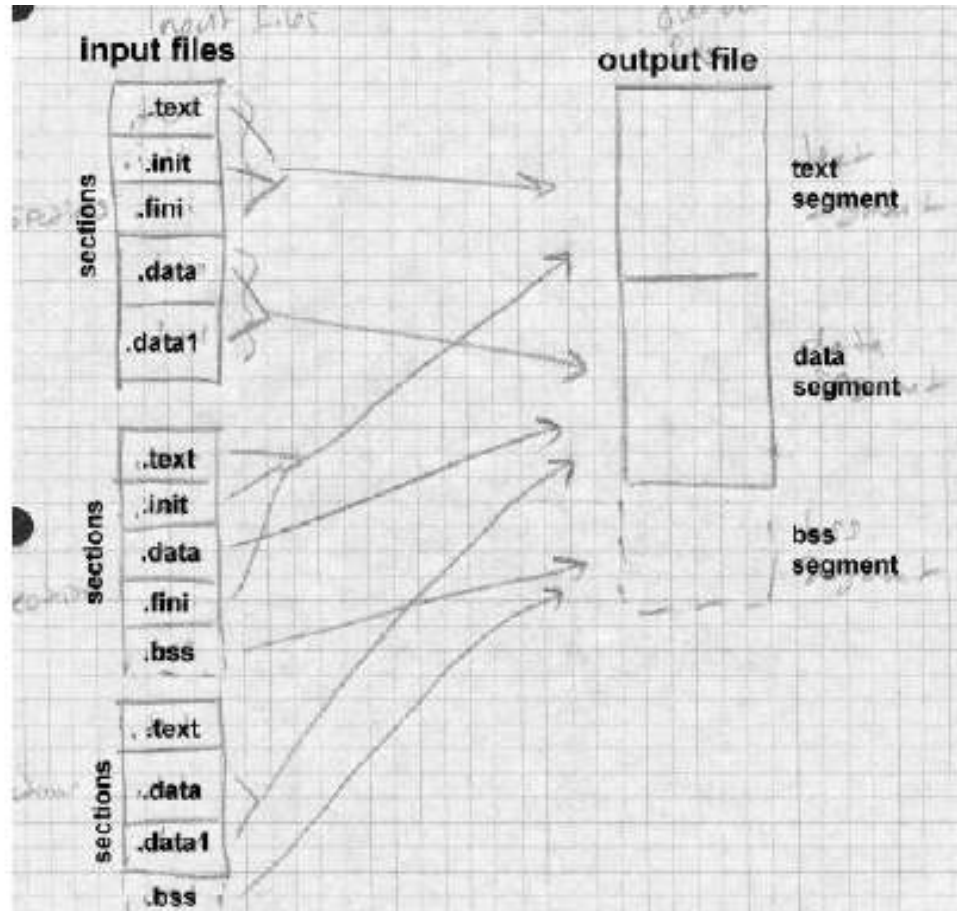 input files
output file
sections
.text
.init
.fini
.data
.data1
sections
.text
.init
.data
.fini
.bss
sections
.text
.data
.data1
.bss
text
segment
data
segment
bss
segment